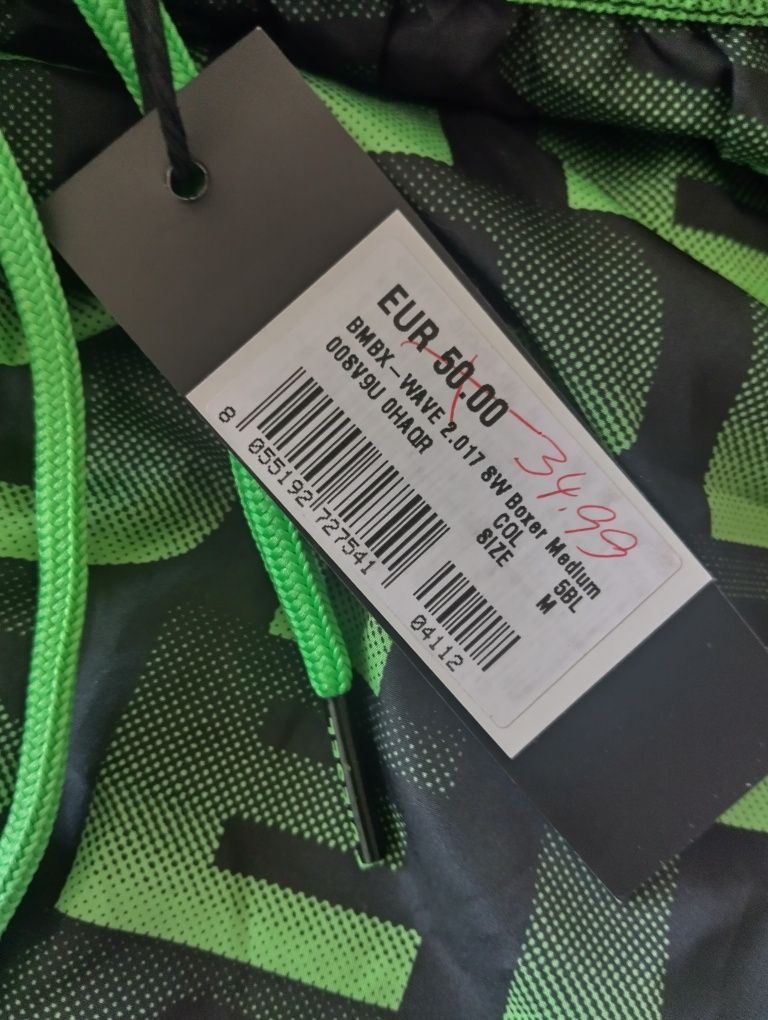 EUR 50.00
34,99
BMBX-WAVE 2.017 SW Boxer Medium
00SV9U 0HAQR
COL 5BL
SIZE M
8 055192 727541
04112